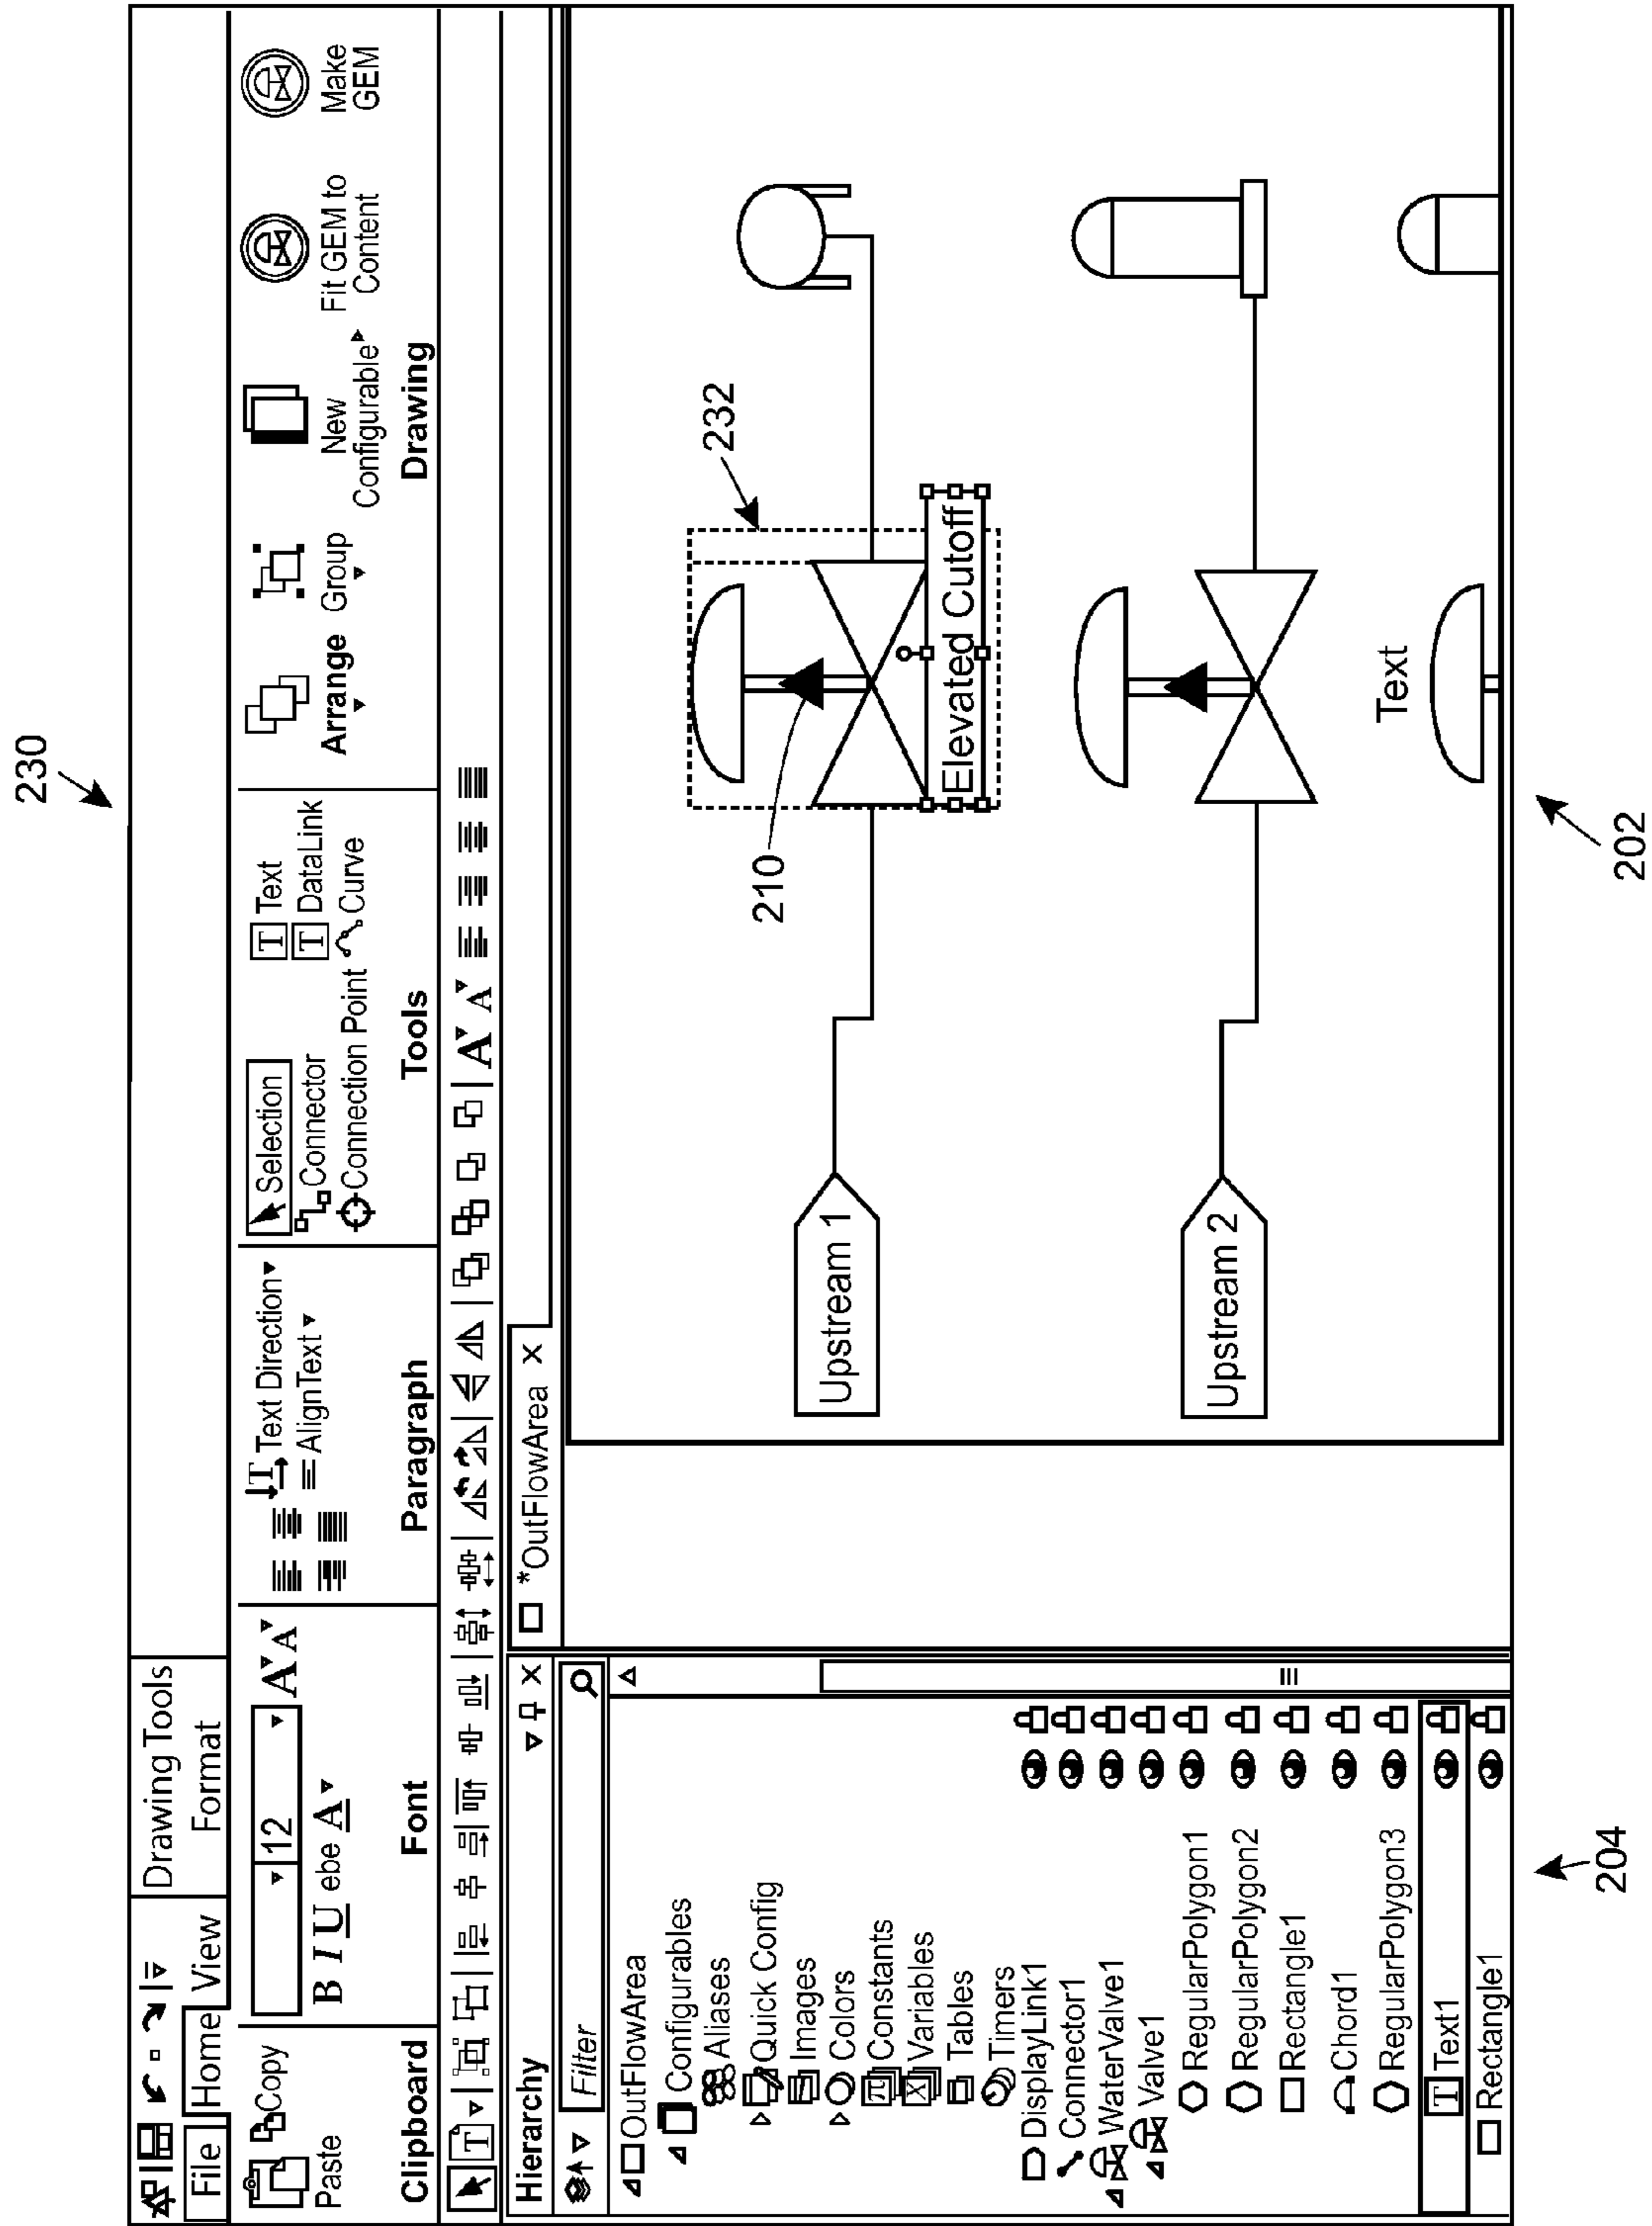 230
Drawing Tools
File Home View Format
Copy
Paste
Clipboard
12 A A
B I U ebe A
Font
Text Direction
AlignText
Paragraph
Selection
Connector
Connection Point
T Text
T DataLink
Curve
Tools
Arrange
Group
New
Configurable
Fit GEM to
Content
Make
GEM
Drawing
T A A
Hierarchy X
*OutFlowArea X
Filter
OutFlowArea
Configurables
Aliases
Quick Config
Images
Colors
π Constants
X Variables
Tables
Timers
DisplayLink1
Connector1
WaterValve1
Valve1
RegularPolygon1
RegularPolygon2
Rectangle1
Chord1
RegularPolygon3
T Text1
Rectangle1
232
210
Upstream 1
Elevated Cutoff
Upstream 2
Text
204
202